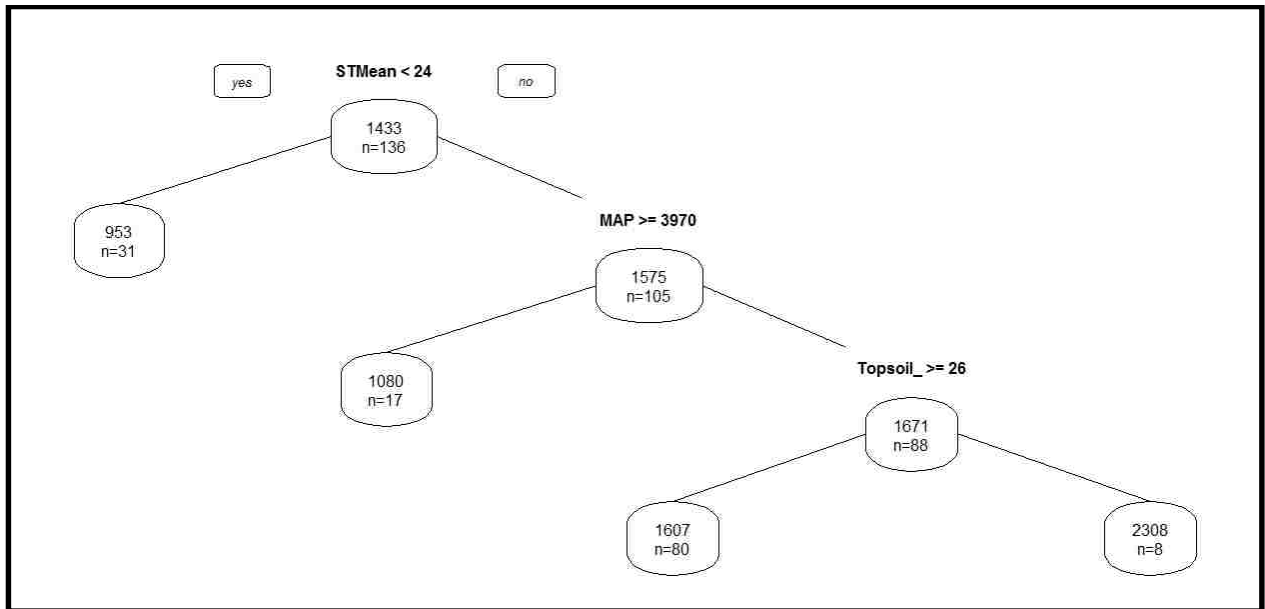 STMean < 24
yes
no
1433
n=136
953
n=31
MAP >= 3970
1575
n=105
1080
n=17
Topsoil_ >= 26
1671
n=88
1607
n=80
2308
n=8